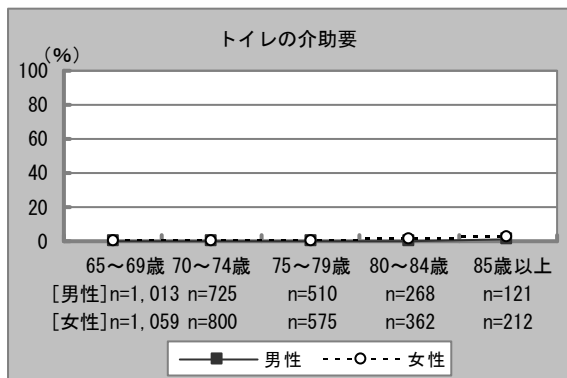 トイレの介助要
(%)
100
80
60
40
20
0
65～69歳 70～74歳 75～79歳 80～84歳 85歳以上
[男性]n=1,013 n=725 n=510 n=268 n=121
[女性]n=1,059 n=800 n=575 n=362 n=212
男性 女性